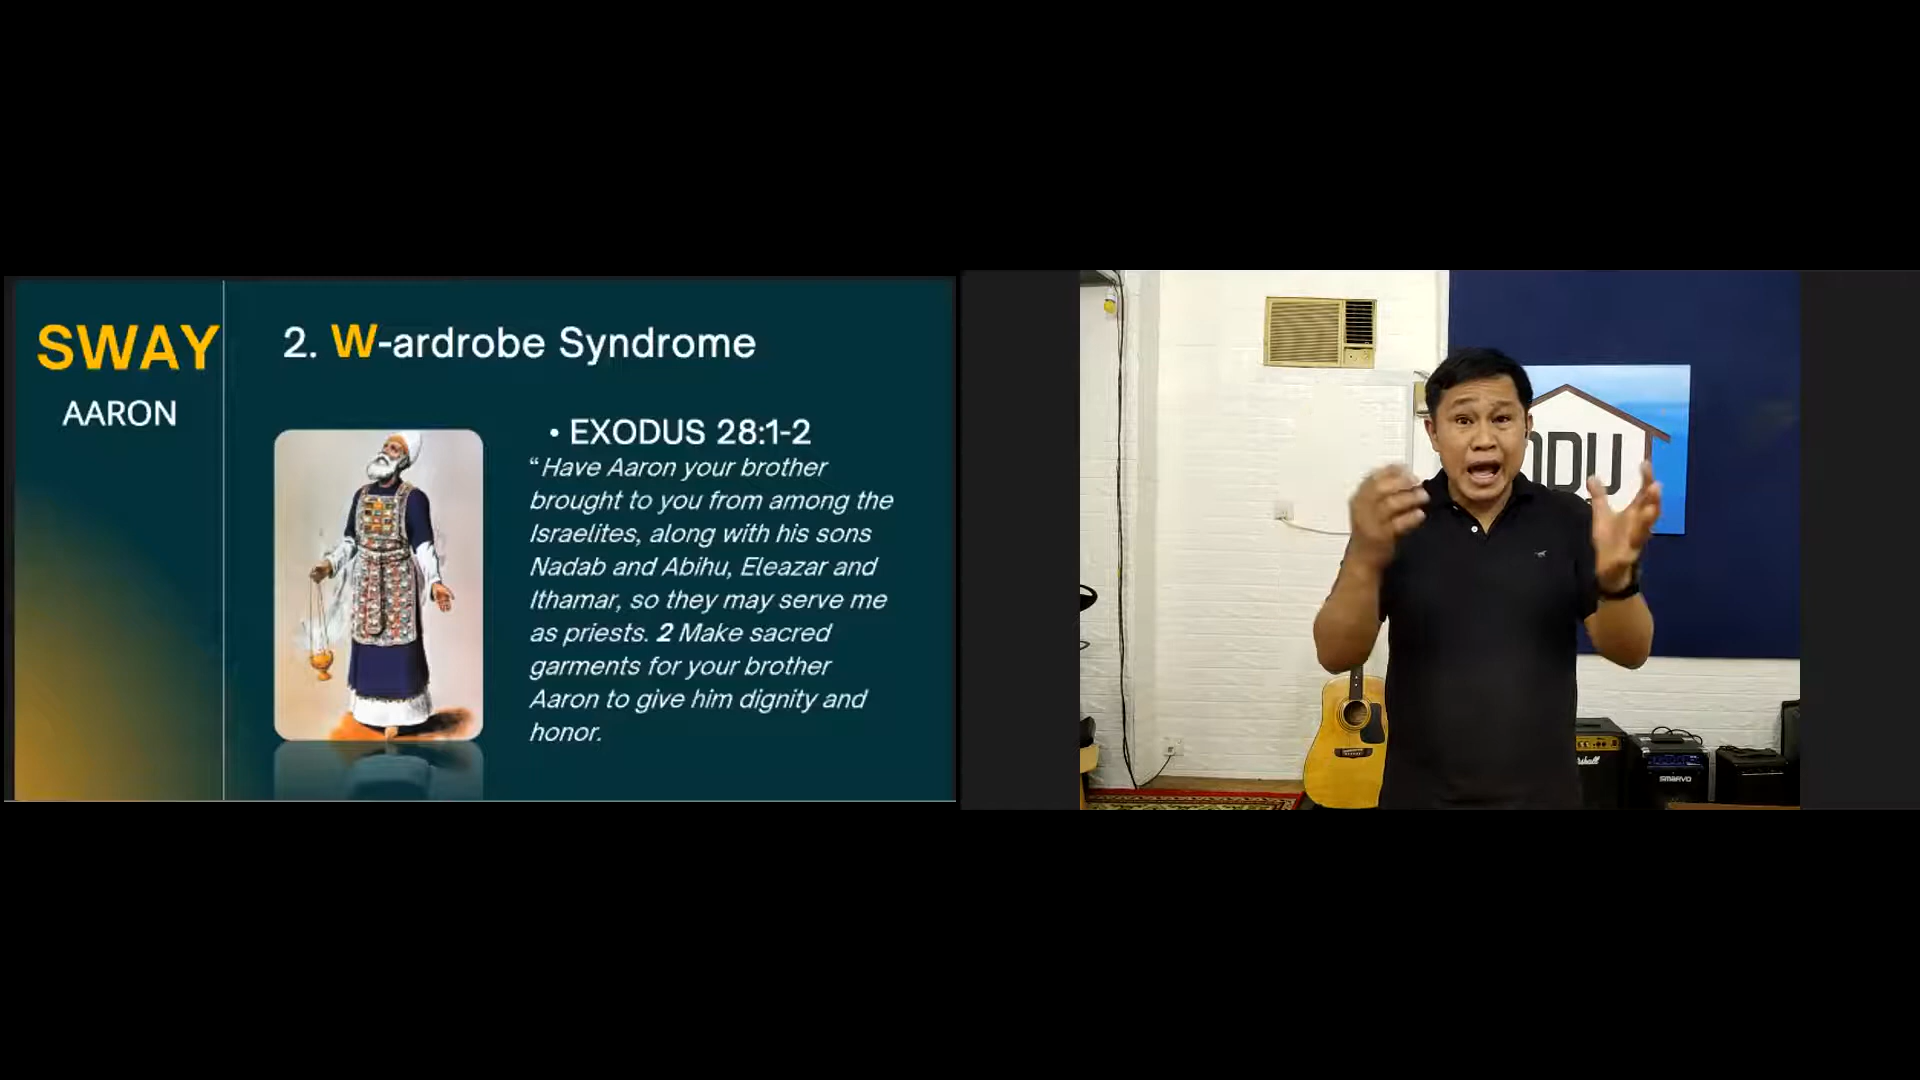 SWAY
AARON
2. W-ardrobe Syndrome
• EXODUS 28:1-2
“Have Aaron your brother
brought to you from among the
Israelites, along with his sons
Nadab and Abihu, Eleazar and
Ithamar, so they may serve me
as priests. 2 Make sacred
garments for your brother
Aaron to give him dignity and
honor.
SMARVO